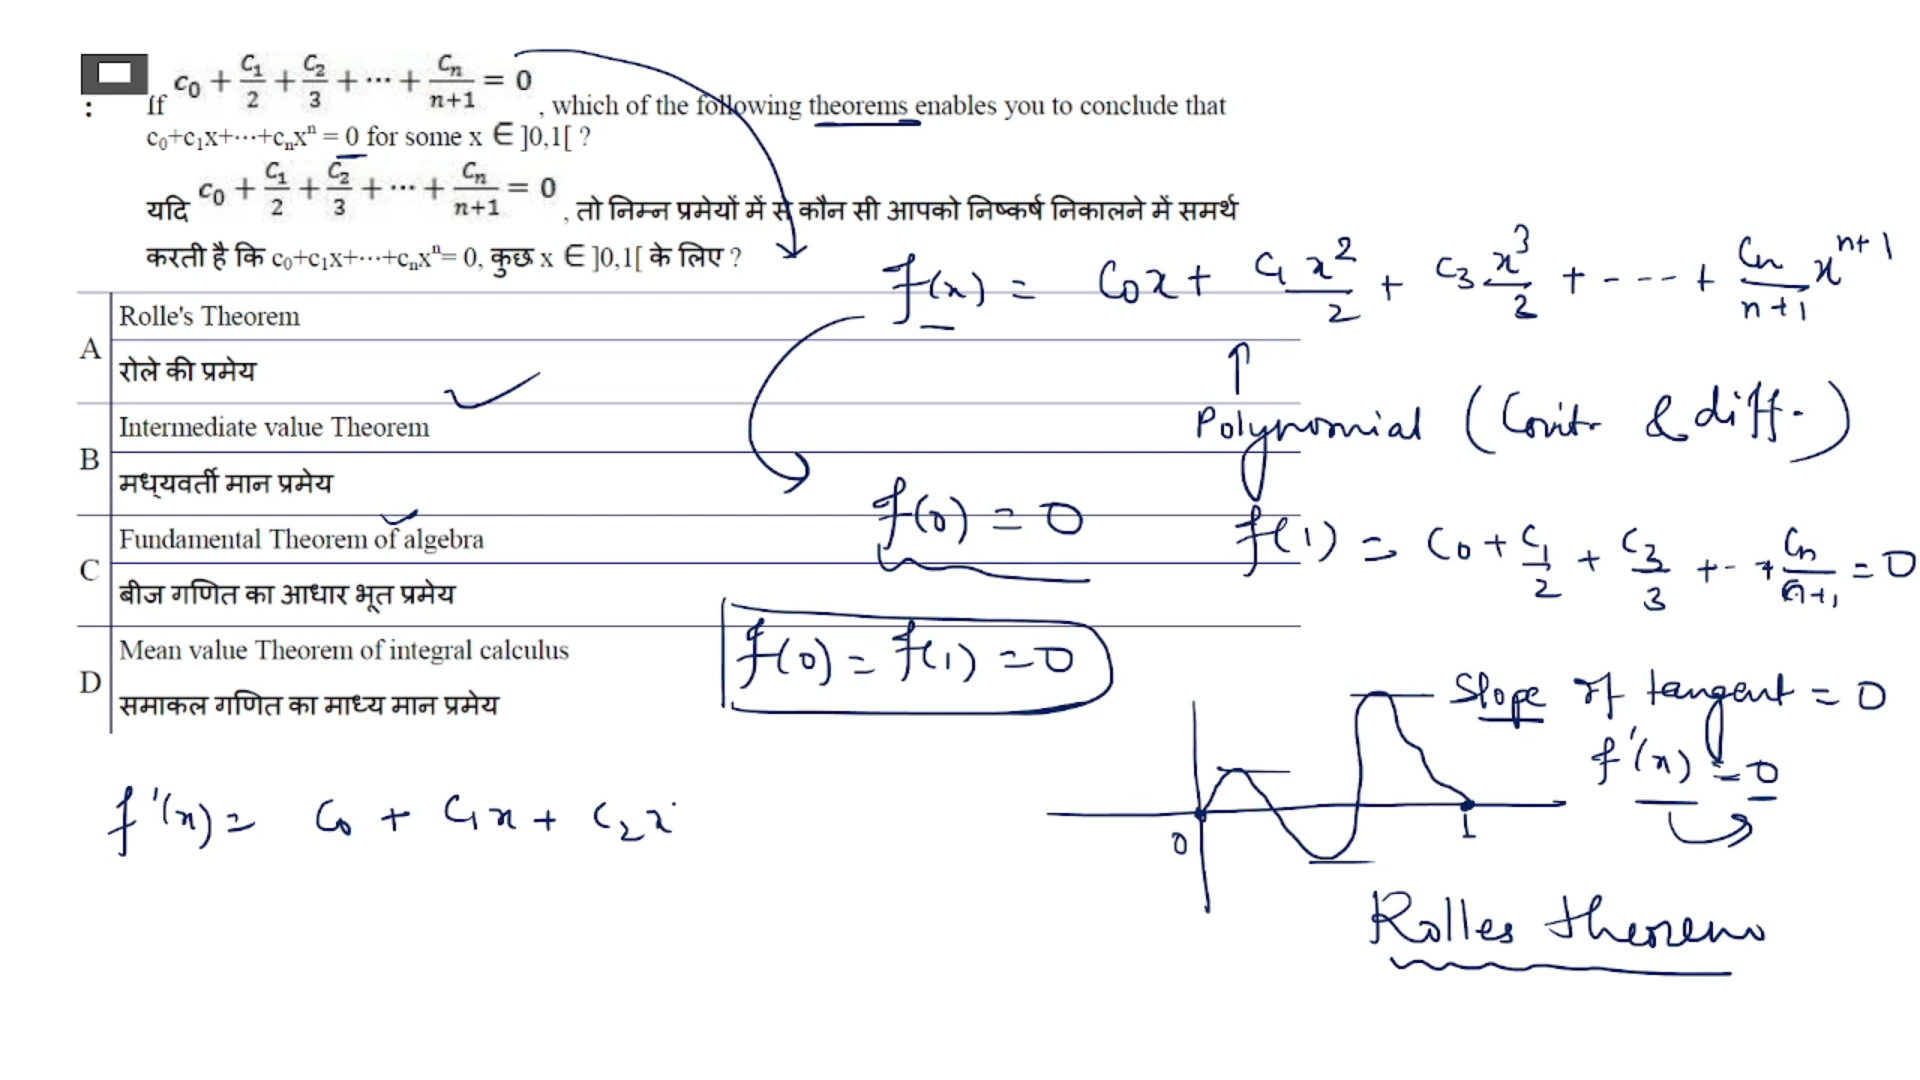 If c₀ + C₁/2 + C₂/3 + ⋯ + Cₙ/n+1 = 0 , which of the following theorems enables you to conclude that
:
c₀+c₁x+⋯+cₙxⁿ = 0 for some x ∈ ]0,1[ ?
यदि c₀ + C₁/2 + C₂/3 + ⋯ + Cₙ/n+1 = 0 , तो निम्न प्रमेयों में से कौन सी आपको निष्कर्ष निकालने में समर्थ
करती है कि c₀+c₁x+⋯+cₙxⁿ= 0, कुछ x ∈ ]0,1[ के लिए ?
f(x) = C₀x + C₁x²/2 + C₃x³/3 + ---- + Cₙ/n+1 xⁿ⁺¹
A
Rolle's Theorem
रोले की प्रमेय
B
Intermediate value Theorem
मध्यवर्ती मान प्रमेय
C
Fundamental Theorem of algebra
बीज गणित का आधार भूत प्रमेय
D
Mean value Theorem of integral calculus
समाकल गणित का माध्य मान प्रमेय
↑
Polynomial (Cont. & diff.)
f(0) = 0
f(1) = C₀ + C₁/2 + C₂/3 + -- + Cₙ/n+1 = 0
f(0) = f(1) = 0
Slope of tangent = 0
f'(x) = 0
0
1
f'(x) = C₀ + C₁x + C₂x
Rolles theorem